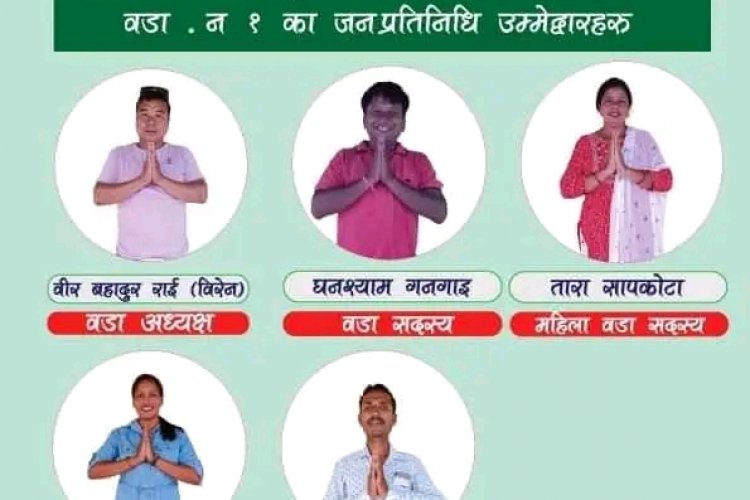 वडा . न १ का जनप्रतिनिधि उम्मेद्वारहरु
वीर बहादुर राई (विरेन)
घनश्याम गनगाइ
तारा सापकोटा
वडा अध्यक्ष
वडा सदस्य
महिला वडा सदस्य